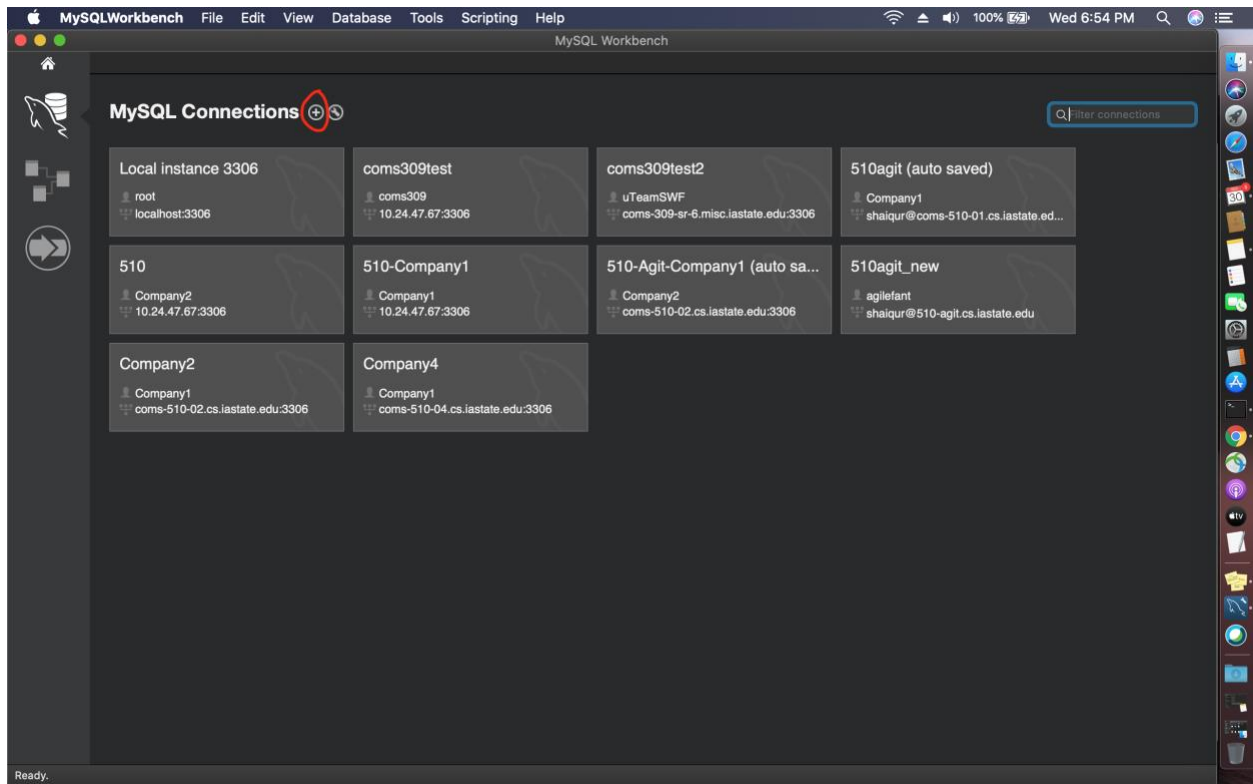 MySQLWorkbench File Edit View Database Tools Scripting Help 100% Wed 6:54 PM
MySQL Workbench
MySQL Connections
Filter connections
Local instance 3306
root
localhost:3306
coms309test
coms309
10.24.47.67:3306
coms309test2
uTeamSWF
coms-309-sr-6.misc.iastate.edu:3306
510agit (auto saved)
Company1
shaiqur@coms-510-01.cs.iastate.ed...
510
Company2
10.24.47.67:3306
510-Company1
Company1
10.24.47.67:3306
510-Agit-Company1 (auto sa...
Company2
coms-510-02.cs.iastate.edu:3306
510agit_new
agilefant
shaiqur@510-agit.cs.iastate.edu
Company2
Company1
coms-510-02.cs.iastate.edu:3306
Company4
Company1
coms-510-04.cs.iastate.edu:3306
30
tv
Ready.